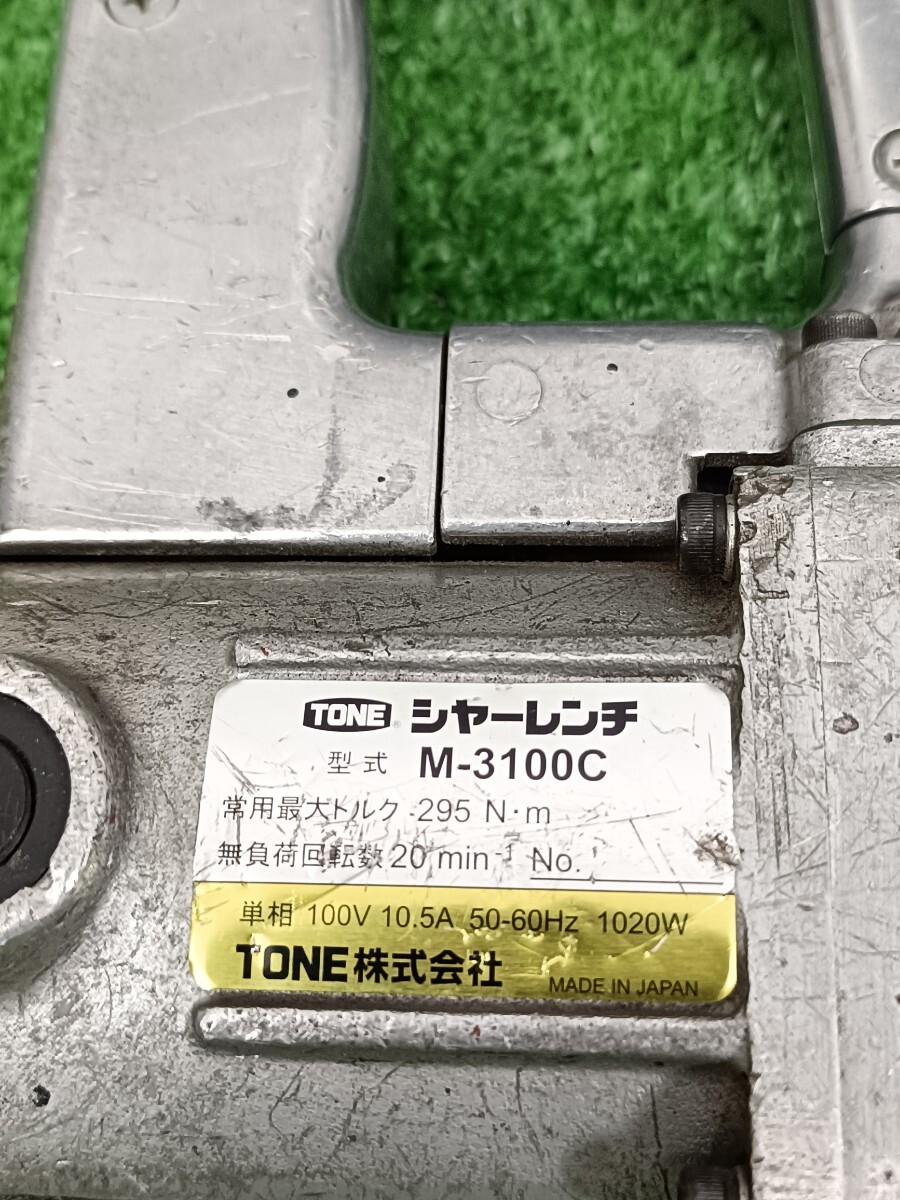 TONE® シヤーレンチ
型式 M-3100C
常用最大トルク 295 N·m
無負荷回転数 20 min⁻¹ No.
単相 100V 10.5A 50-60Hz 1020W
TONE株式会社 MADE IN JAPAN